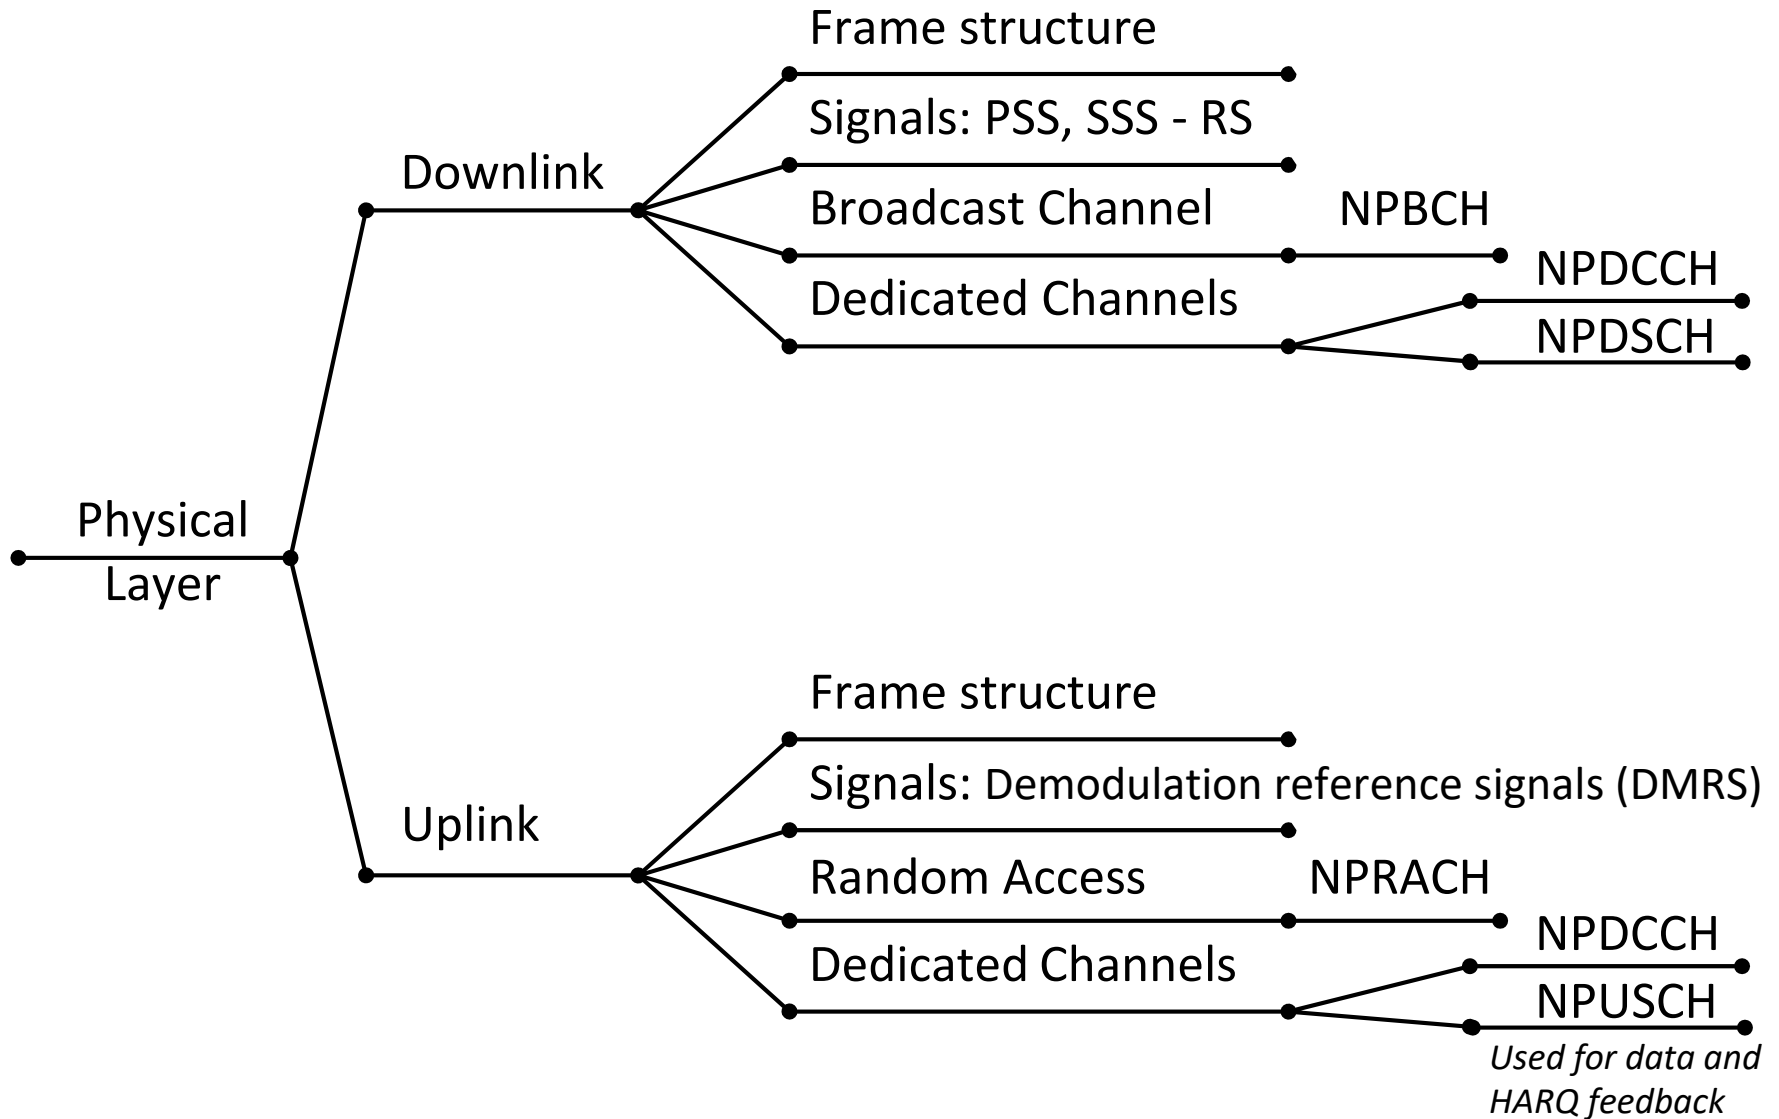 Frame structure
Signals: PSS, SSS - RS
Downlink
Broadcast Channel
NPBCH
NPDCCH
Dedicated Channels
NPDSCH
Physical
Layer
Frame structure
Signals: Demodulation reference signals (DMRS)
Uplink
Random Access
NPRACH
NPDCCH
Dedicated Channels
NPUSCH
Used for data and
HARQ feedback